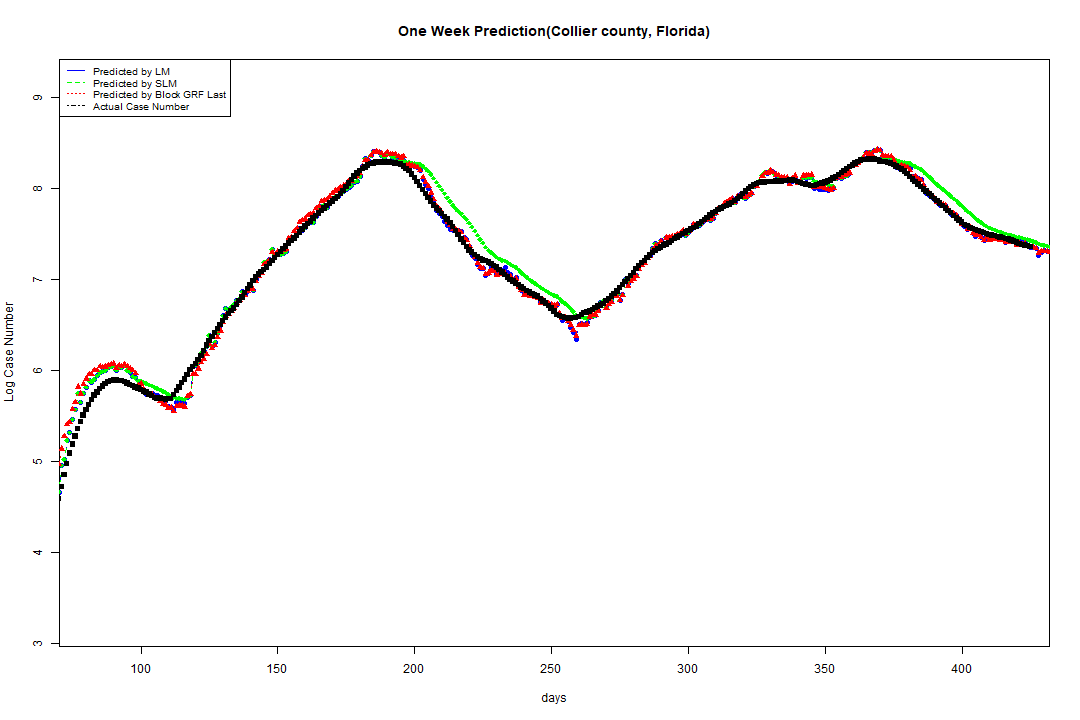 One Week Prediction(Collier county, Florida)
Predicted by LM
Predicted by SLM
Predicted by Block GRF Last
Actual Case Number
9
8
7
6
5
4
3
Log Case Number
100 150 200 250 300 350 400
days